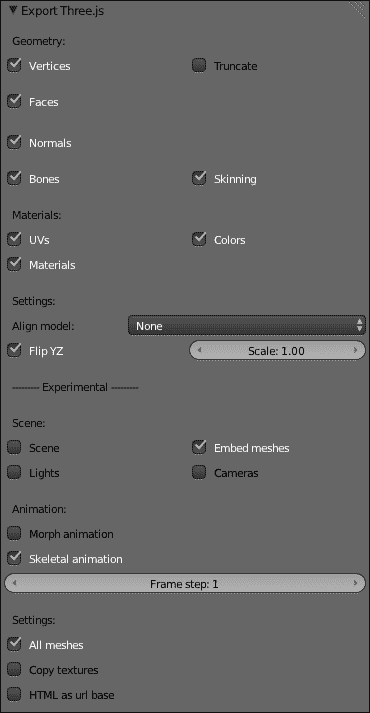 Export Three.js
Geometry:
Vertices Truncate
Faces
Normals
Bones Skinning
Materials:
UVs Colors
Materials
Settings:
Align model: None
Flip YZ Scale: 1.00
--------- Experimental ---------
Scene:
Scene Embed meshes
Lights Cameras
Animation:
Morph animation
Skeletal animation
Frame step: 1
Settings:
All meshes
Copy textures
HTML as url base